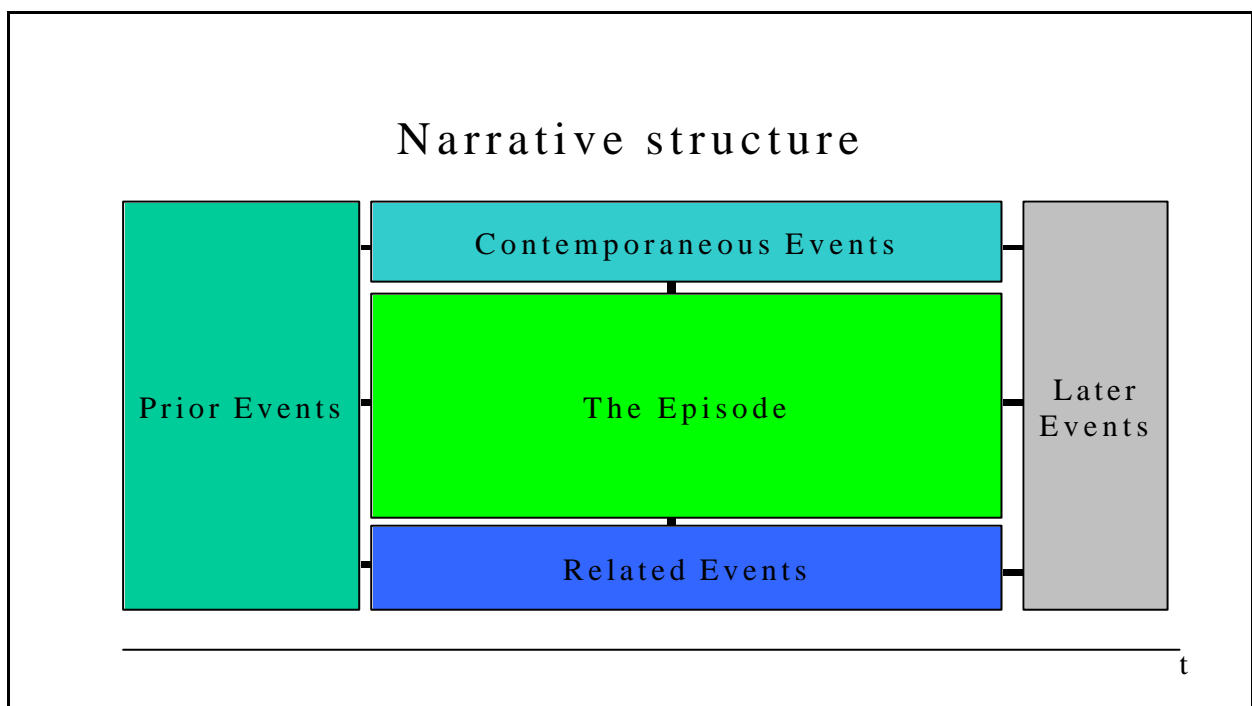 Narrative structure
Contemporaneous Events
Prior Events
The Episode
Later
Events
Related Events
t